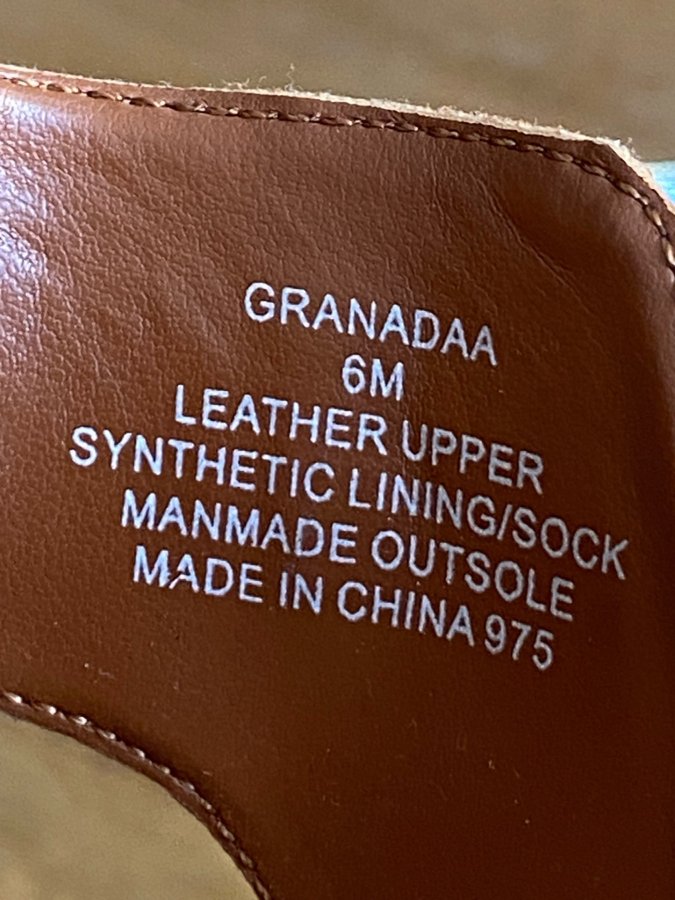 GRANADAA
6M
LEATHER UPPER
SYNTHETIC LINING/SOCK
MANMADE OUTSOLE
MADE IN CHINA 975